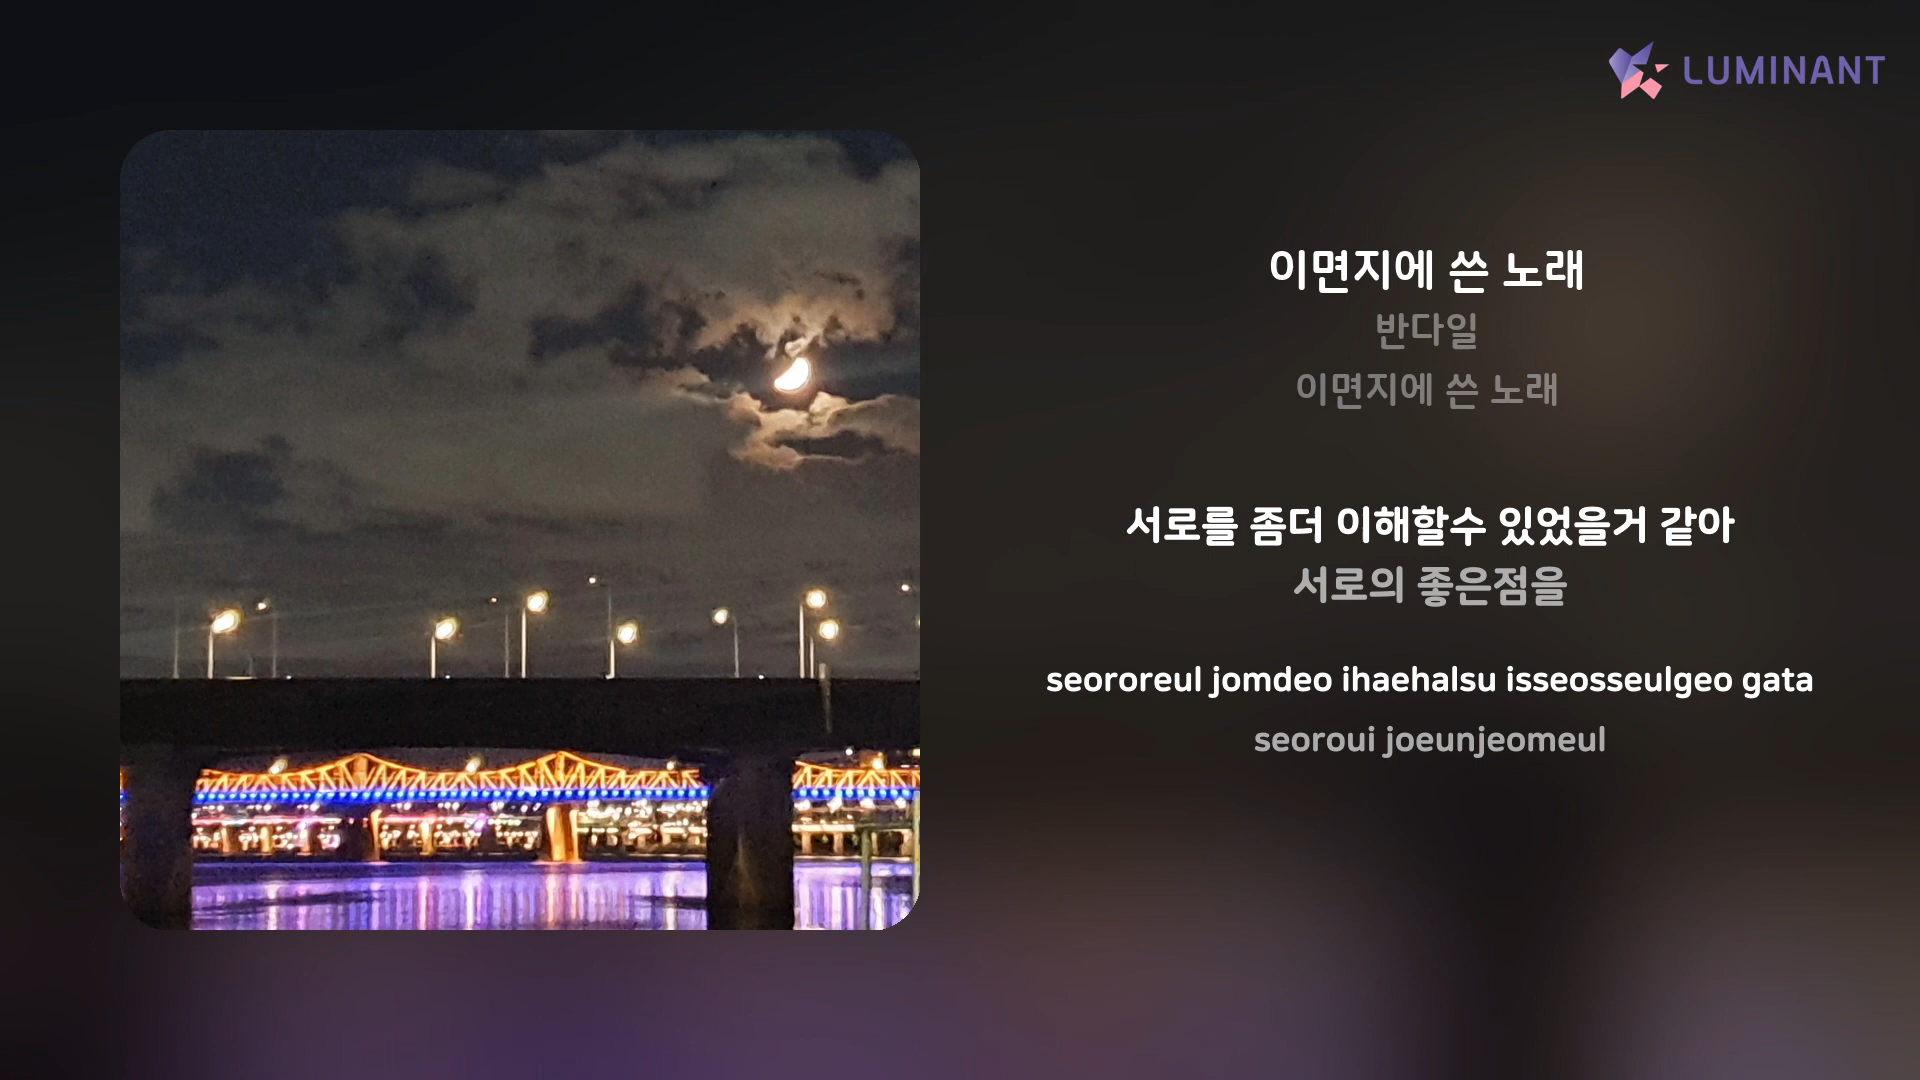 LUMINANT
이면지에 쓴 노래
반다일
이면지에 쓴 노래
서로를 좀더 이해할수 있었을거 같아
서로의 좋은점을
seororeul jomdeo ihaehalsu isseosseulgeo gata
seoroui joeunjeomeul